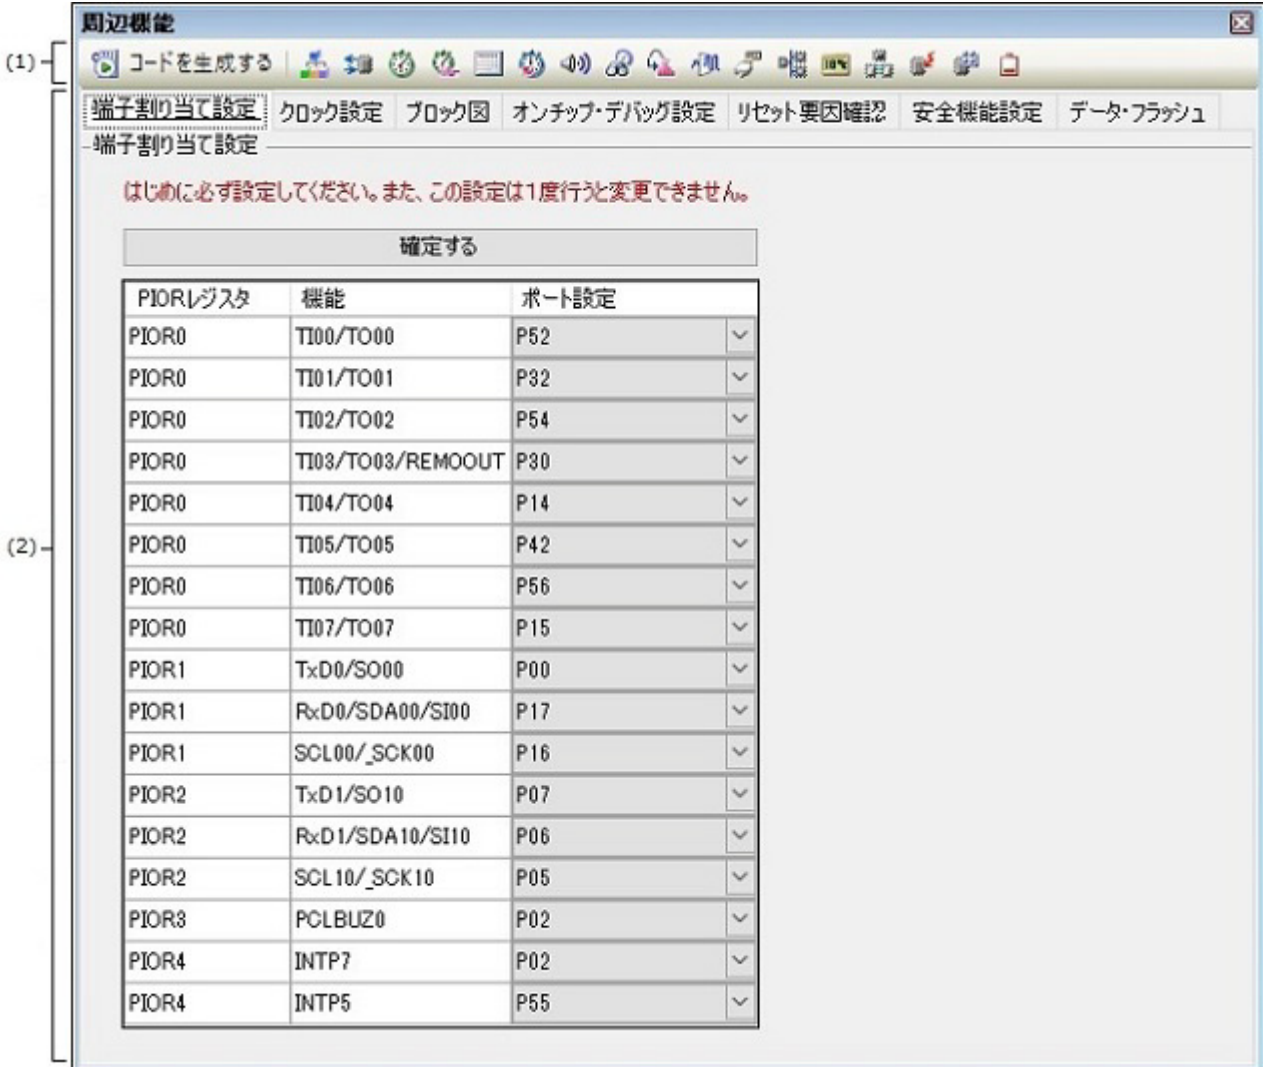 周辺機能
(1)
コードを生成する
端子割り当て設定 クロック設定 ブロック図 オンチップ・デバッグ設定 リセット要因確認 安全機能設定 データ・フラッシュ
端子割り当て設定
はじめに必ず設定してください。また、この設定は1度行うと変更できません。
確定する
PIORレジスタ 機能 ポート設定
PIOR0 TI00/TO00 P52
PIOR0 TI01/TO01 P32
PIOR0 TI02/TO02 P54
PIOR0 TI03/TO03/REMOOUT P30
PIOR0 TI04/TO04 P14
(2)
PIOR0 TI05/TO05 P42
PIOR0 TI06/TO06 P56
PIOR0 TI07/TO07 P15
PIOR1 TxD0/SO00 P00
PIOR1 RxD0/SDA00/SI00 P17
PIOR1 SCL00/_SCK00 P16
PIOR2 TxD1/SO10 P07
PIOR2 RxD1/SDA10/SI10 P06
PIOR2 SCL10/_SCK10 P05
PIOR3 PCLBUZ0 P02
PIOR4 INTP7 P02
PIOR4 INTP5 P55